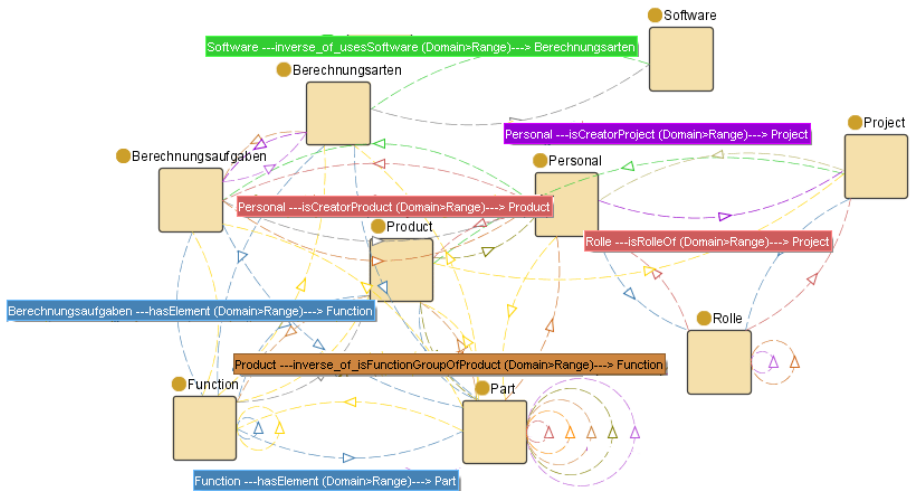 Software
Software ---inverse_of_usesSoftware (Domain>Range)---> Berechnungsarten
Berechnungsarten
Project
Personal ---isCreatorProject (Domain>Range)---> Project
Berechnungsaufgaben
Personal
Personal ---isCreatorProduct (Domain>Range)---> Product
Product
Rolle ---isRolleOf (Domain>Range)---> Project
Berechnungsaufgaben ---hasElement (Domain>Range)---> Function
Rolle
Product ---inverse_of_isFunctionGroupOfProduct (Domain>Range)---> Function
Function
Part
Function ---hasElement (Domain>Range)---> Part